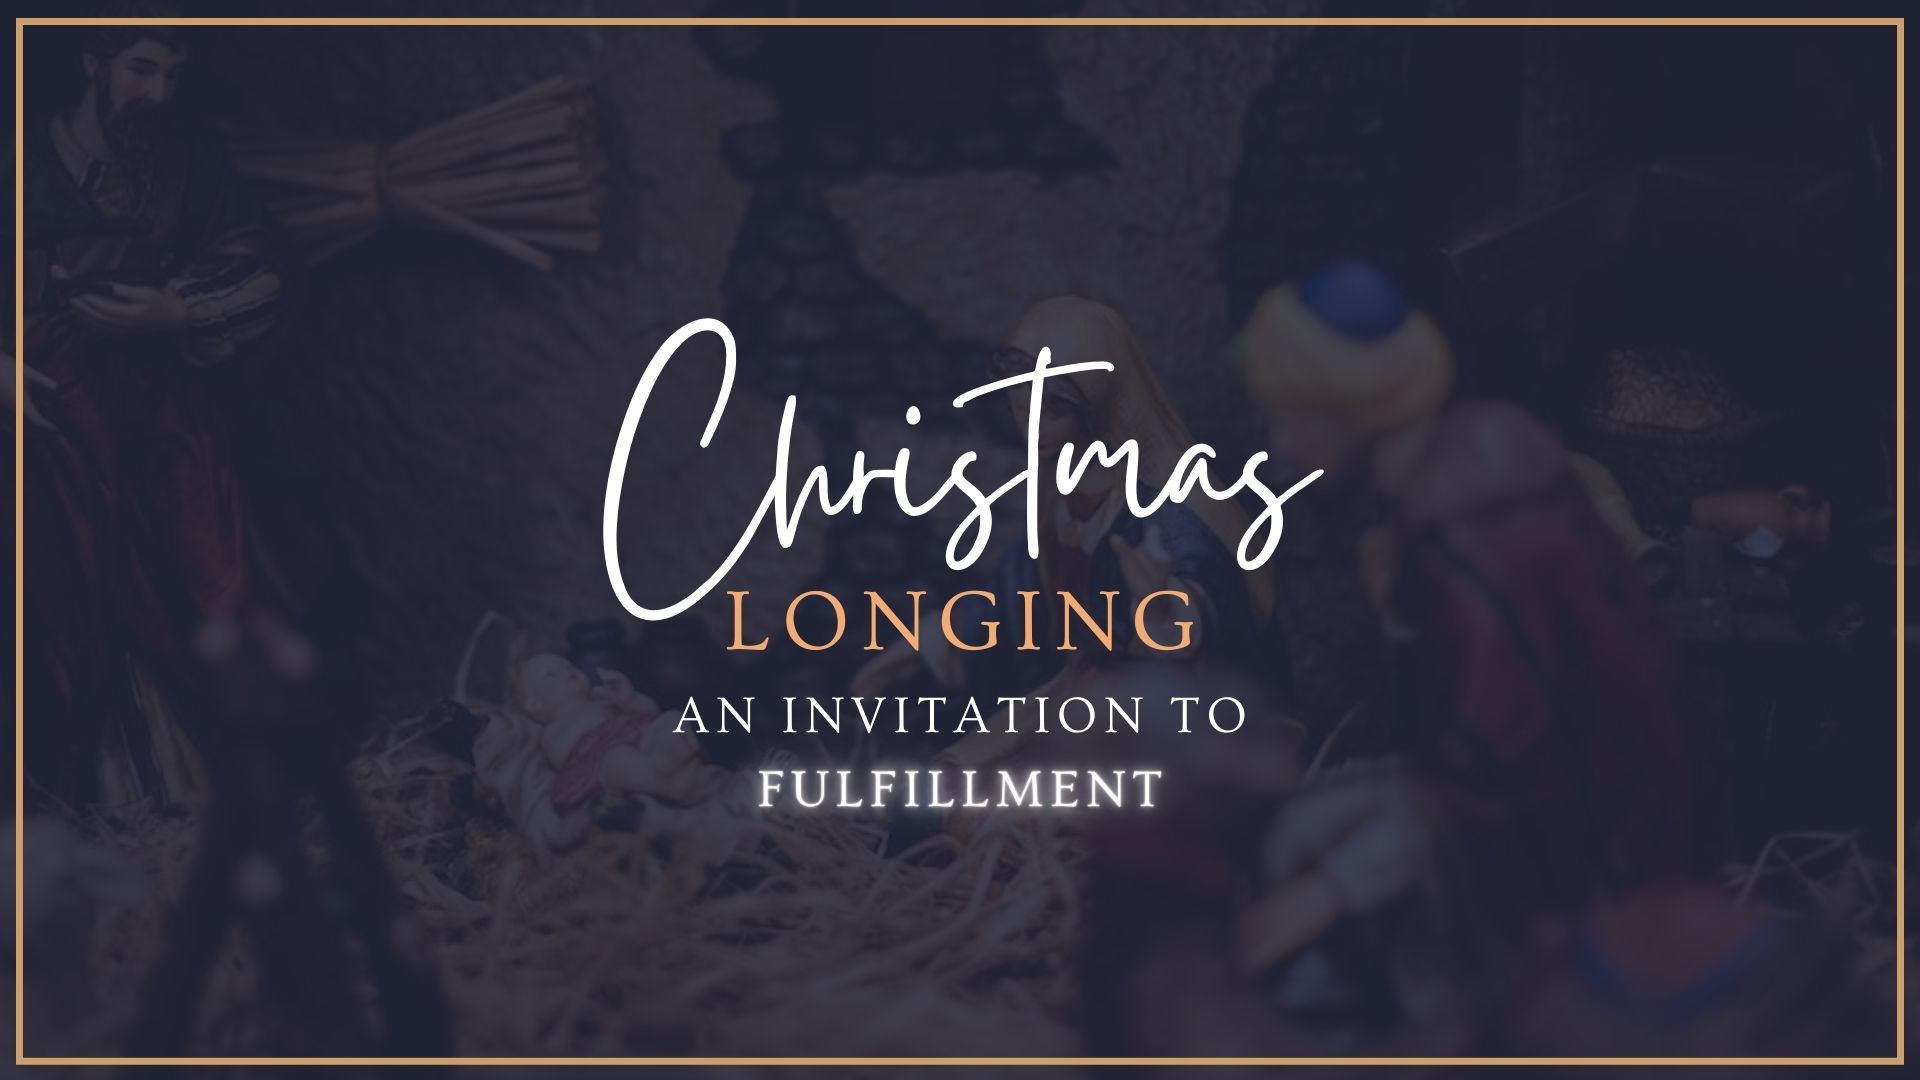 Christmas
LONGING
AN INVITATION TO
FULFILLMENT